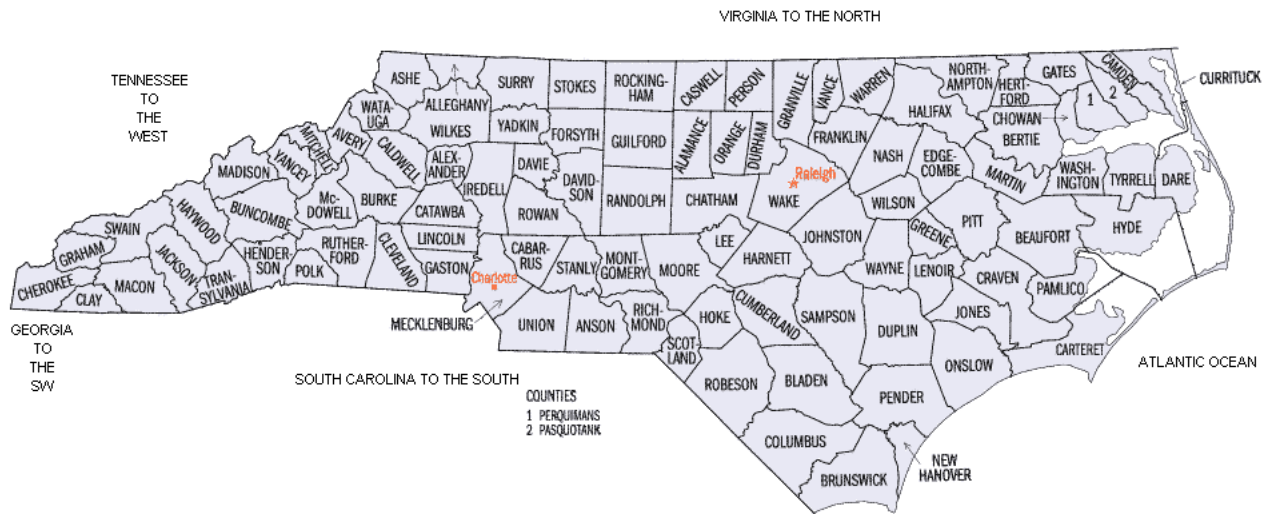 VIRGINIA TO THE NORTH
TENNESSEE
TO
THE
WEST
ASHE
ALLEGHANY
SURRY
STOKES
ROCKING-
HAM
CASWELL
PERSON
GRANVILLE
VANCE
WARREN
NORTH-
AMPTON
HERT-
FORD
GATES
CAMDEN
CURRITUCK
1
2
WATA-
UGA
WILKES
YADKIN
FORSYTH
GUILFORD
ALAMANCE
ORANGE
DURHAM
FRANKLIN
HALIFAX
CHOWAN
BERTIE
MITCHELL
AVERY
CALDWELL
ALEX-
ANDER
IREDELL
DAVIE
DAVID-
SON
RANDOLPH
CHATHAM
Raleigh
WAKE
NASH
EDGE-
COMBE
MARTIN
WASH-
INGTON
TYRRELL
DARE
MADISON
YANCEY
Mc-
DOWELL
BURKE
CATAWBA
ROWAN
WILSON
PITT
BEAUFORT
HYDE
SWAIN
HAYWOOD
BUNCOMBE
RUTHER-
FORD
CLEVELAND
LINCOLN
GASTON
CABAR-
RUS
STANLY
MONT-
GOMERY
MOORE
LEE
HARNETT
JOHNSTON
GREENE
WAYNE
LENOIR
CRAVEN
PAMLICO
GRAHAM
CHEROKEE
CLAY
MACON
JACKSON
TRAN-
SYLVANIA
HENDER-
SON
POLK
Charlotte
MECKLENBURG
UNION
ANSON
RICH-
MOND
SCOT-
LAND
HOKE
CUMBERLAND
SAMPSON
DUPLIN
JONES
ONSLOW
CARTERET
GEORGIA
TO
THE
SW
SOUTH CAROLINA TO THE SOUTH
ATLANTIC OCEAN
ROBESON
BLADEN
PENDER
COUNTIES
1 PERQUIMANS
2 PASQUOTANK
COLUMBUS
BRUNSWICK
NEW
HANOVER